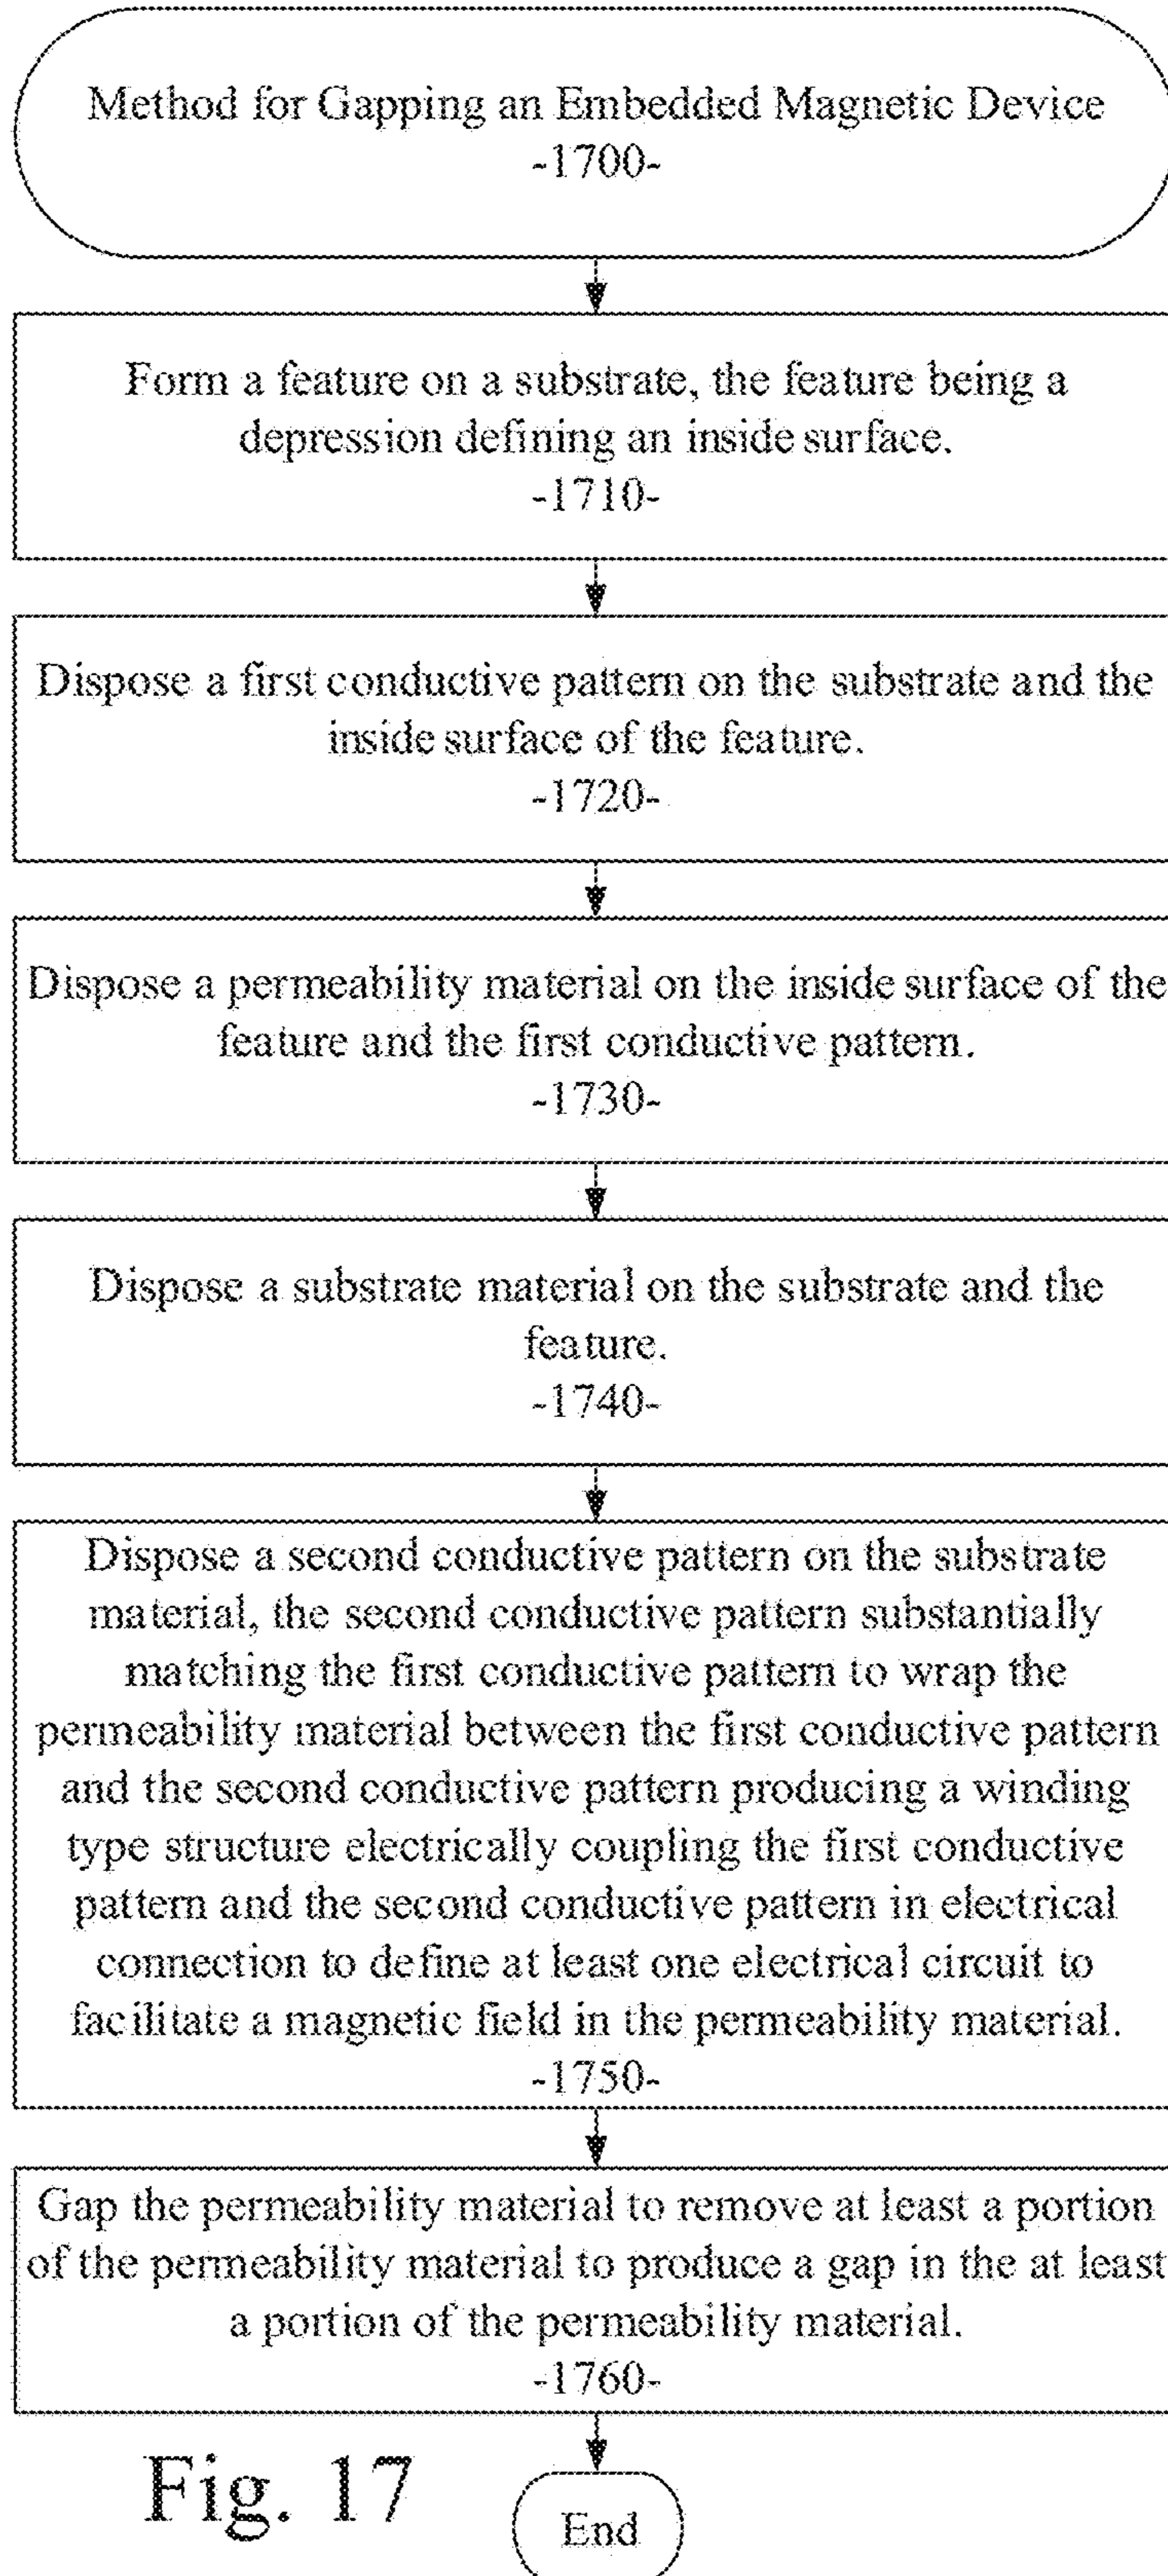 Method for Gapping an Embedded Magnetic Device
-1700-
Form a feature on a substrate, the feature being a
depression defining an inside surface.
-1710-
Dispose a first conductive pattern on the substrate and the
inside surface of the feature.
-1720-
Dispose a permeability material on the inside surface of the
feature and the first conductive pattern.
-1730-
Dispose a substrate material on the substrate and the
feature.
-1740-
Dispose a second conductive pattern on the substrate
material, the second conductive pattern substantially
matching the first conductive pattern to wrap the
permeability material between the first conductive pattern
and the second conductive pattern producing a winding
type structure electrically coupling the first conductive
pattern and the second conductive pattern in electrical
connection to define at least one electrical circuit to
facilitate a magnetic field in the permeability material.
-1750-
Gap the permeability material to remove at least a portion
of the permeability material to produce a gap in the at least
a portion of the permeability material.
-1760-
Fig. 17
End